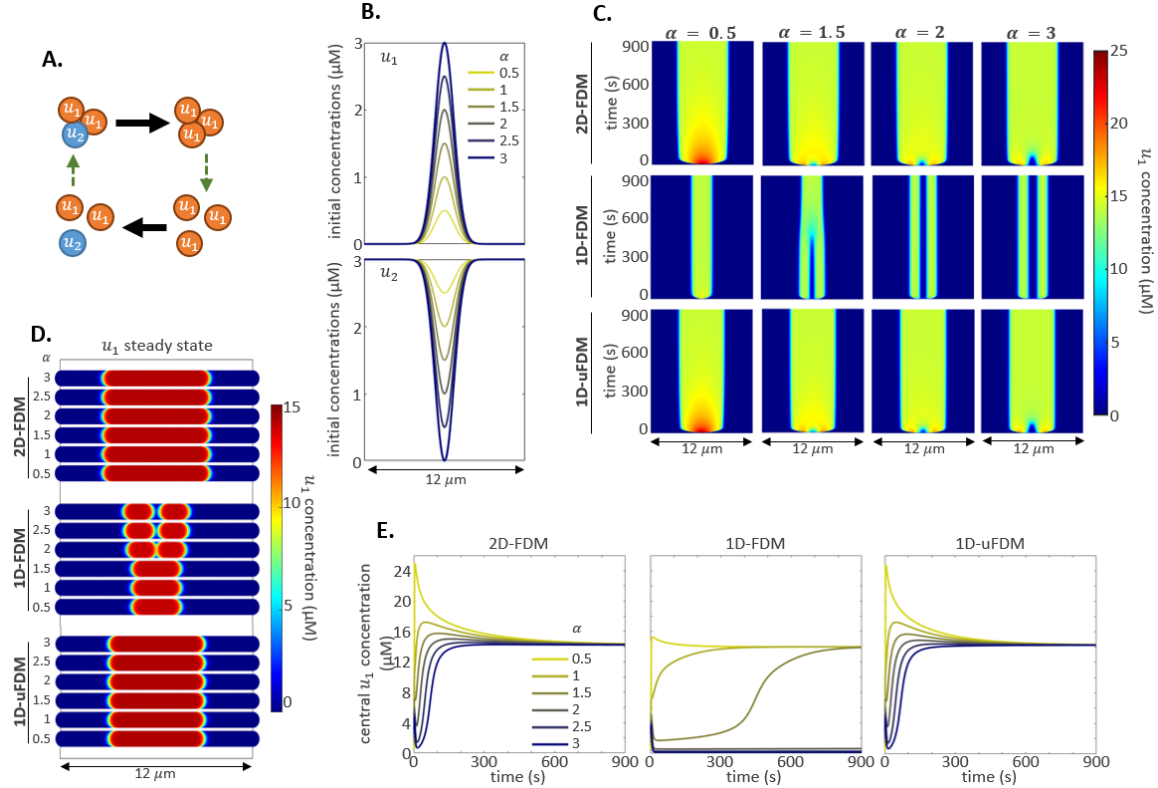 A.
u₁
u₁
u₂
u₁
u₁
u₁
u₁
u₁
u₂
u₁
u₁
u₁
B.
u₁
α
0.5
1
1.5
2
2.5
3
initial concentrations (μM)
3
2
1
0
u₂
initial concentrations (μM)
3
2
1
0
12 μm
C.
α = 0.5
α = 1.5
α = 2
α = 3
2D-FDM
time (s)
900
600
300
0
1D-FDM
time (s)
900
600
300
0
1D-uFDM
time (s)
900
600
300
0
12 μm
12 μm
12 μm
12 μm
25
20
15
10
5
0
u₁ concentration (μM)
D.
u₁ steady state
α
2D-FDM
3
2.5
2
1.5
1
0.5
1D-FDM
3
2.5
2
1.5
1
0.5
1D-uFDM
3
2.5
2
1.5
1
0.5
12 μm
15
10
5
0
u₁ concentration (μM)
E.
2D-FDM
1D-FDM
1D-uFDM
central u₁ concentration
(μM)
24
20
16
12
8
4
0
α
0.5
1
1.5
2
2.5
3
0
300
600
900
time (s)
0
300
600
900
time (s)
0
300
600
900
time (s)